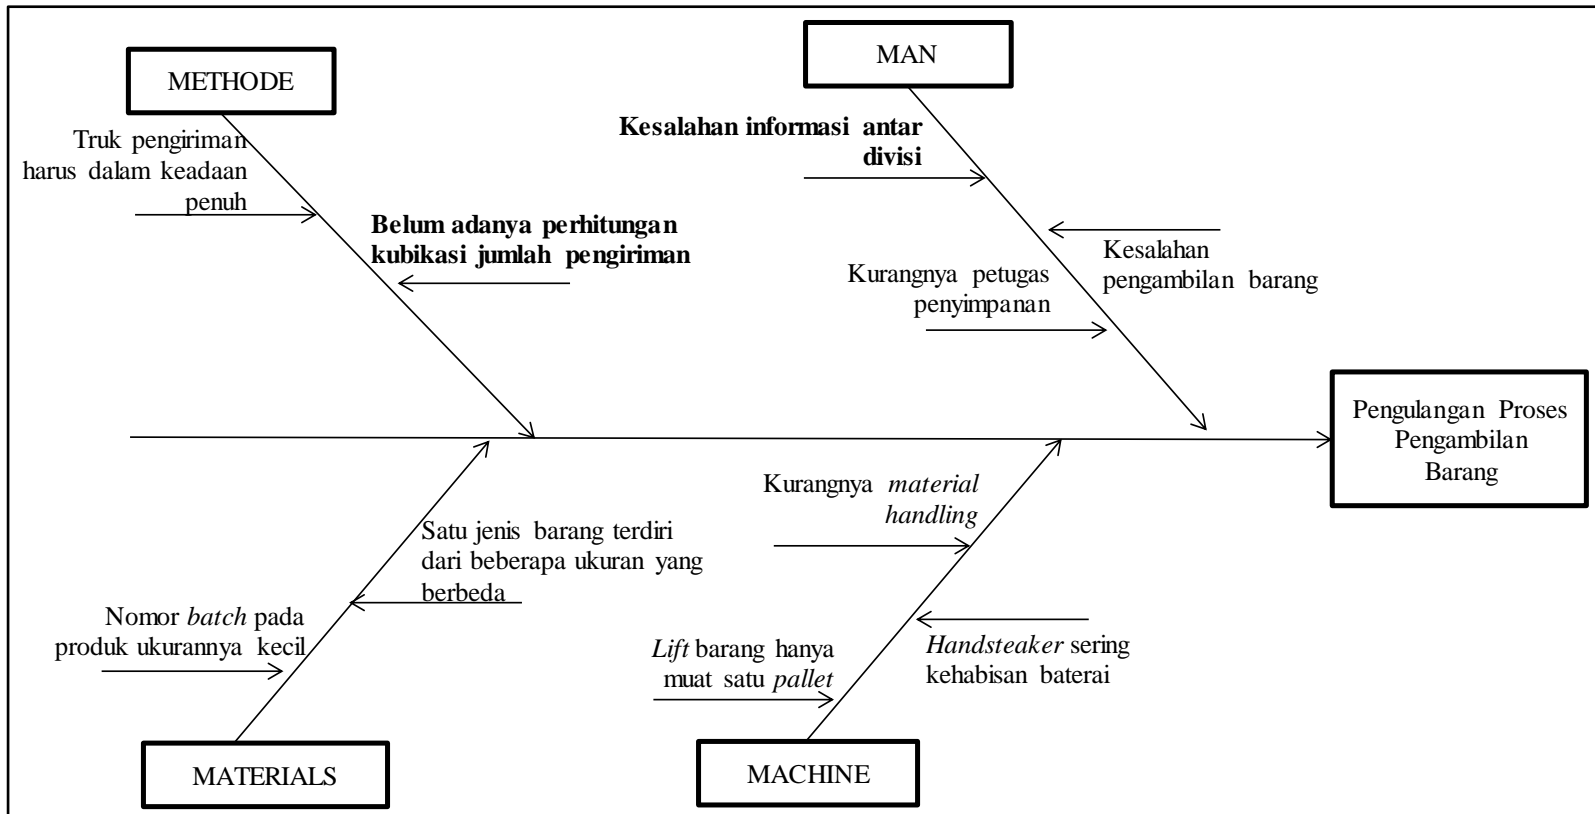 METHODE
Truk pengiriman
harus dalam keadaan
penuh
Belum adanya perhitungan
kubikasi jumlah pengiriman
MAN
Kesalahan informasi antar
divisi
Kesalahan
pengambilan barang
Kurangnya petugas
penyimpanan
Pengulangan Proses
Pengambilan
Barang
Satu jenis barang terdiri
dari beberapa ukuran yang
berbeda
Nomor batch pada
produk ukurannya kecil
MATERIALS
Kurangnya material
handling
Handsteaker sering
kehabisan baterai
Lift barang hanya
muat satu pallet
MACHINE